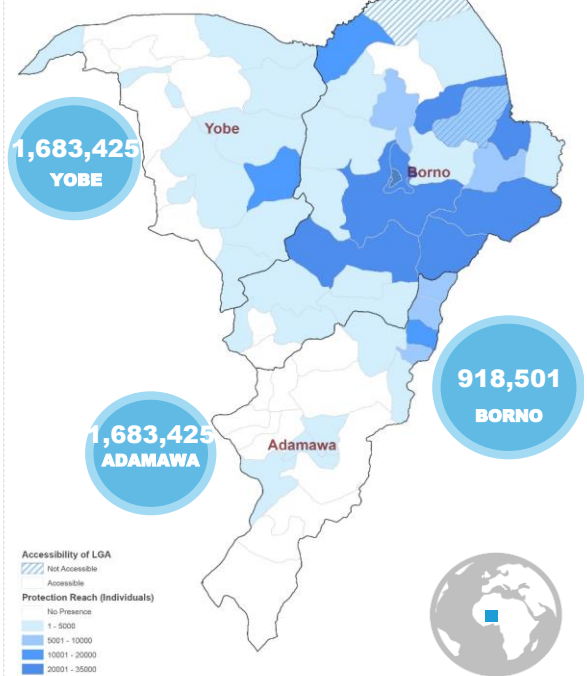 Yobe
1,683,425
YOBE
Borno
918,501
BORNO
1,683,425
ADAMAWA
Adamawa
Accessibility of LGA
Not Accessible
Accessible
Protection Reach (Individuals)
No Presence
1 - 5000
5001 - 10000
10001 - 20000
20001 - 35000